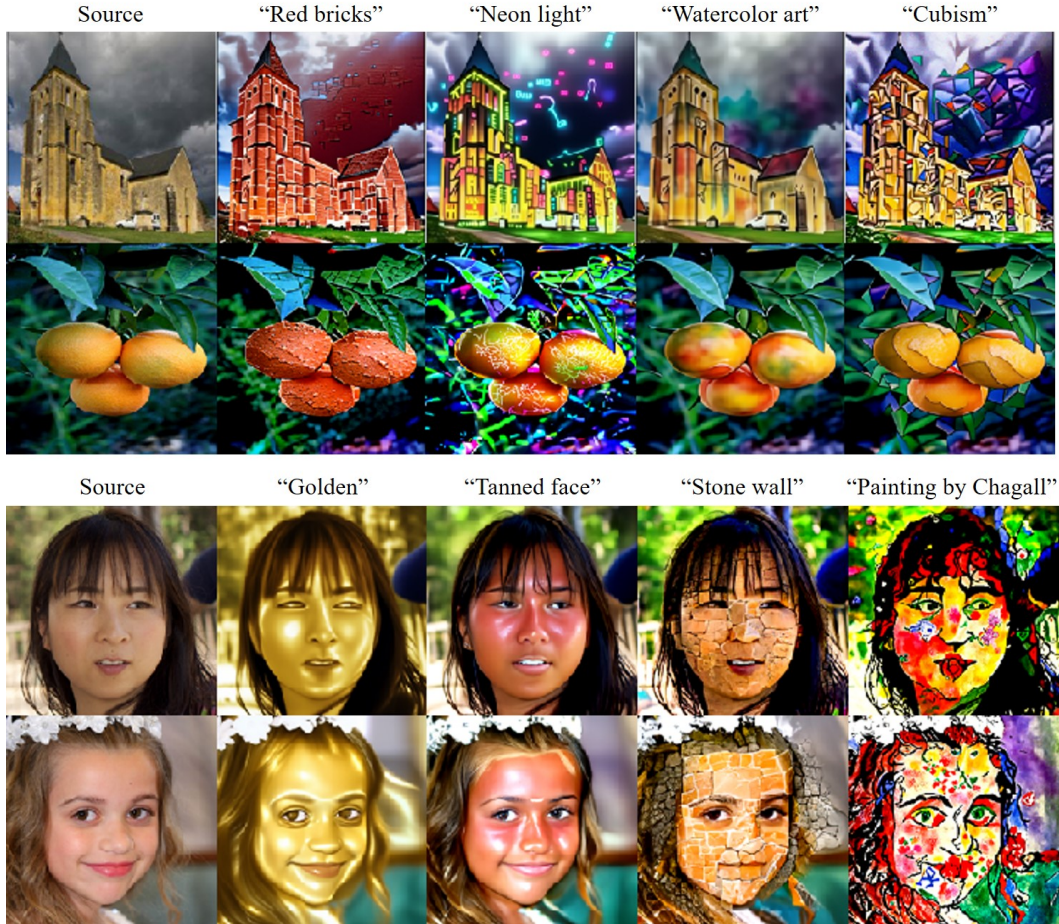 Source “Red bricks” “Neon light” “Watercolor art” “Cubism”
Source “Golden” “Tanned face” “Stone wall” “Painting by Chagall”